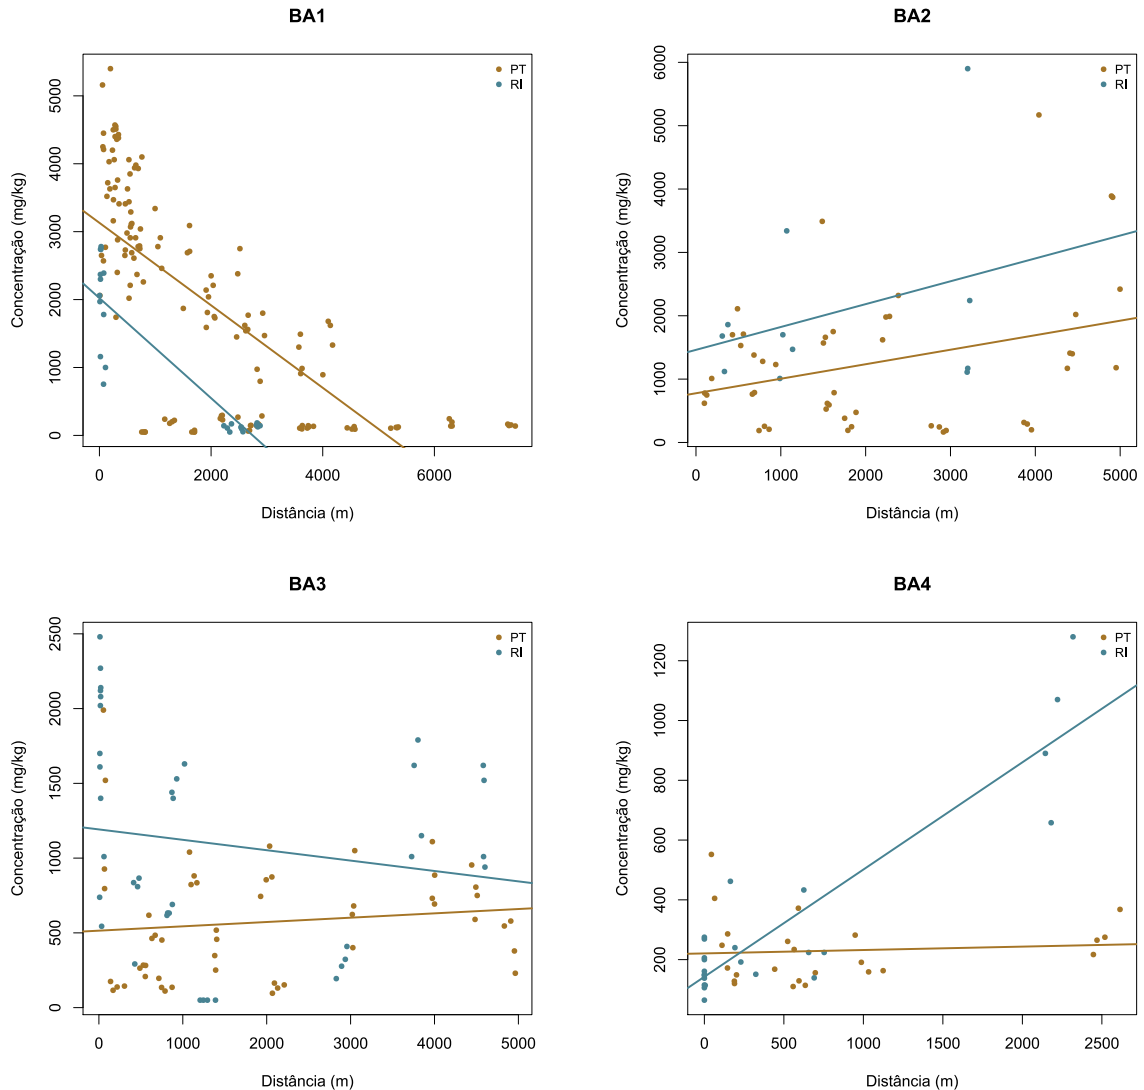 BA1
PT
RI
Concentração (mg/kg)
5000
4000
3000
2000
1000
0
0 2000 4000 6000
Distância (m)
BA2
PT
RI
Concentração (mg/kg)
6000
5000
4000
3000
2000
1000
0
0 1000 2000 3000 4000 5000
Distância (m)
BA3
PT
RI
Concentração (mg/kg)
2500
2000
1500
1000
500
0
0 1000 2000 3000 4000 5000
Distância (m)
BA4
PT
RI
Concentração (mg/kg)
1200
1000
800
600
400
200
0 500 1000 1500 2000 2500
Distância (m)